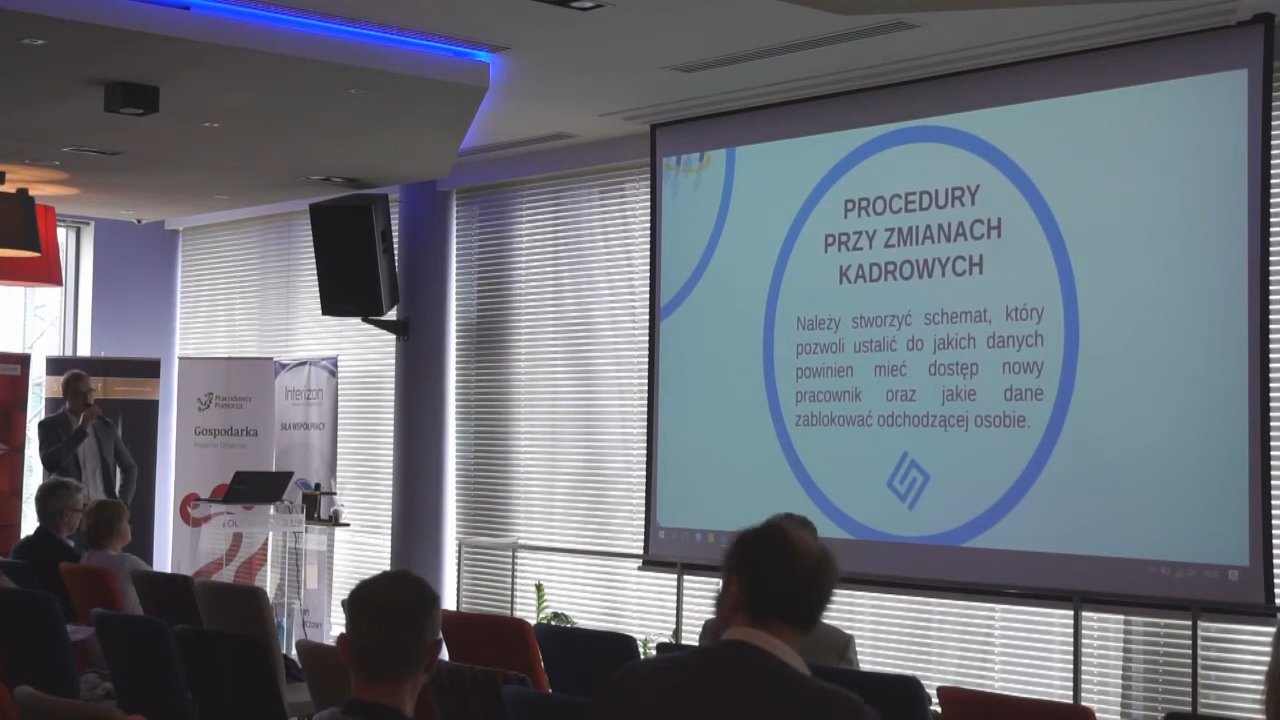 PROCEDURY
PRZY ZMIANACH
KADROWYCH
Należy stworzyć schemat, który
pozwoli ustalić do jakich danych
powinien mieć dostęp nowy
pracownik oraz jakie dane
zablokować odchodzącej osobie.
Pracodawcy
Pomorza
Gospodarka
Interizon
SIŁA WSPÓŁPRACY